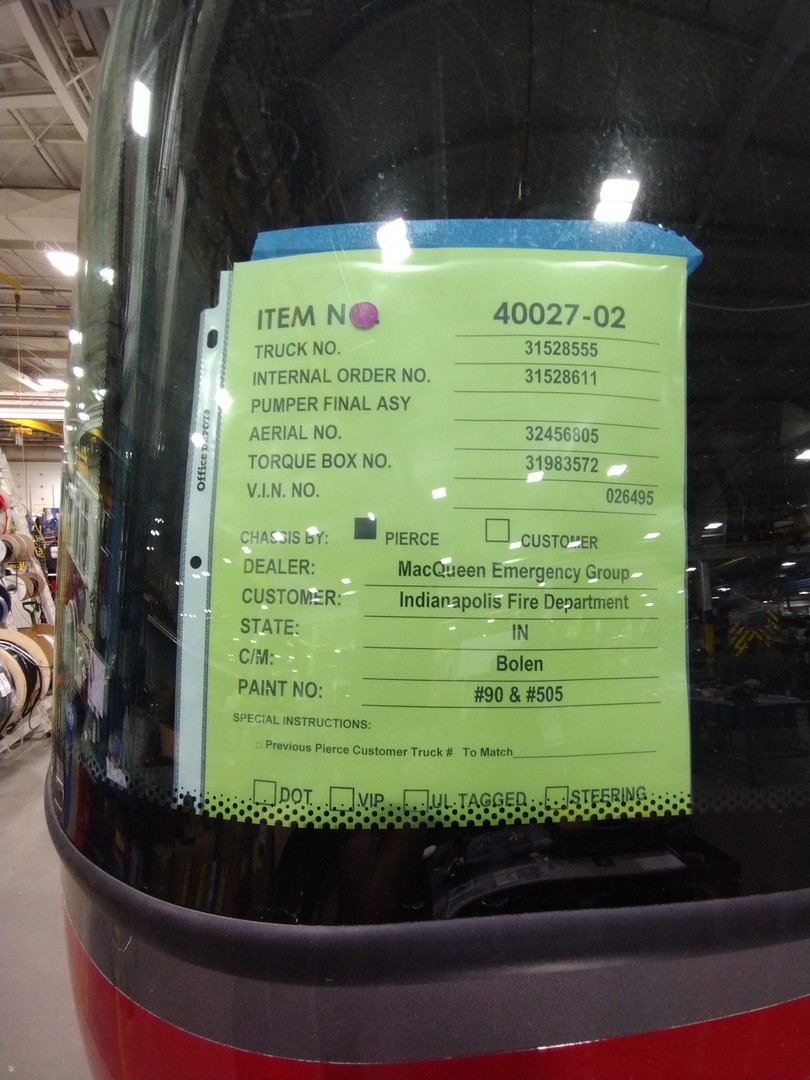 ITEM NO. 40027-02
TRUCK NO. 31528555
INTERNAL ORDER NO. 31528611
PUMPER FINAL ASY
AERIAL NO. 32456805
TORQUE BOX NO. 31983572
V.I.N. NO. 026495
CHASSIS BY: PIERCE CUSTOMER
DEALER: MacQueen Emergency Group
CUSTOMER: Indianapolis Fire Department
STATE: IN
C/M: Bolen
PAINT NO: #90 & #505
SPECIAL INSTRUCTIONS:
Previous Pierce Customer Truck # To Match
DOT VIP UL TAGGED STEERING
Office DEPOT